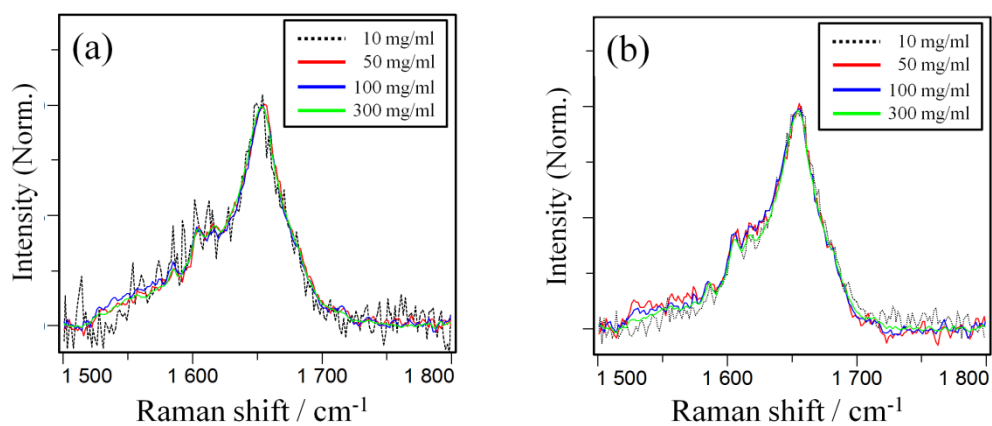 (a)
10 mg/ml
50 mg/ml
100 mg/ml
300 mg/ml
Intensity (Norm.)
1 500 1 600 1 700 1 800
Raman shift / cm-1
(b)
10 mg/ml
50 mg/ml
100 mg/ml
300 mg/ml
Intensity (Norm.)
1 500 1 600 1 700 1 800
Raman shift / cm-1